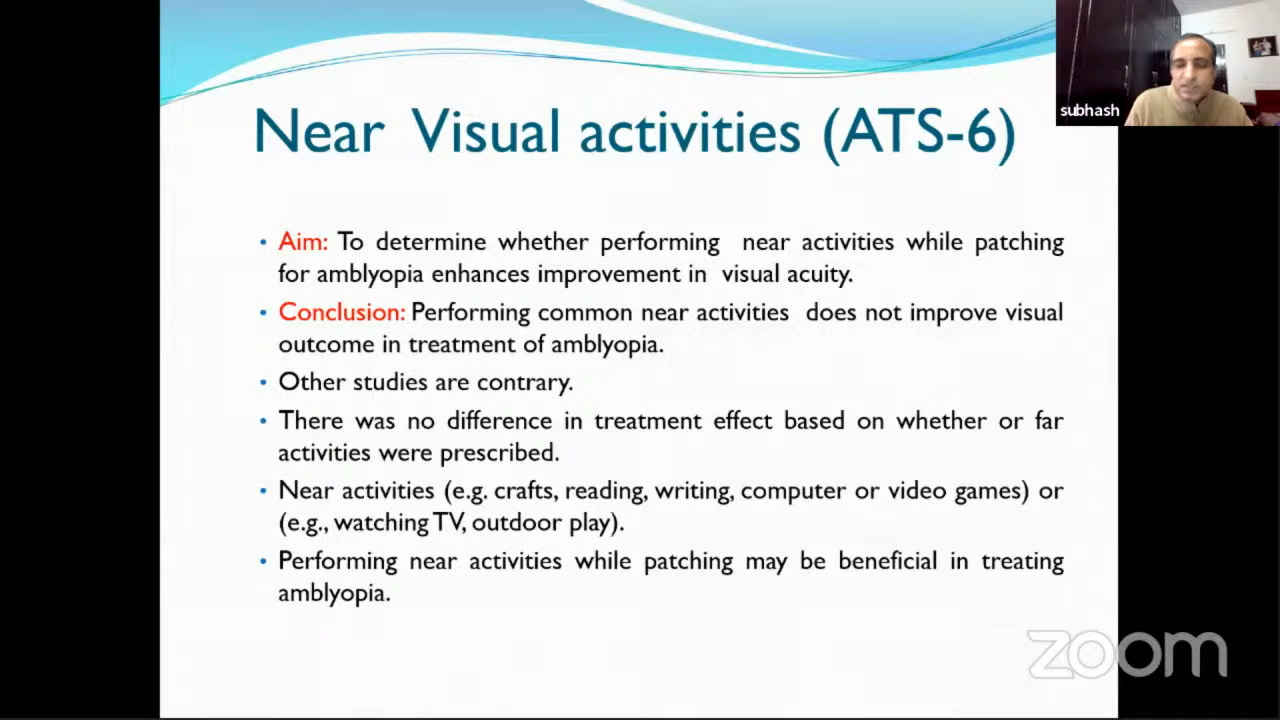 Near Visual activities (ATS-6)
subhash
• Aim: To determine whether performing near activities while patching
for amblyopia enhances improvement in visual acuity.
• Conclusion: Performing common near activities does not improve visual
outcome in treatment of amblyopia.
• Other studies are contrary.
• There was no difference in treatment effect based on whether or far
activities were prescribed.
• Near activities (e.g. crafts, reading, writing, computer or video games) or
(e.g., watching TV, outdoor play).
• Performing near activities while patching may be beneficial in treating
amblyopia.
zoom